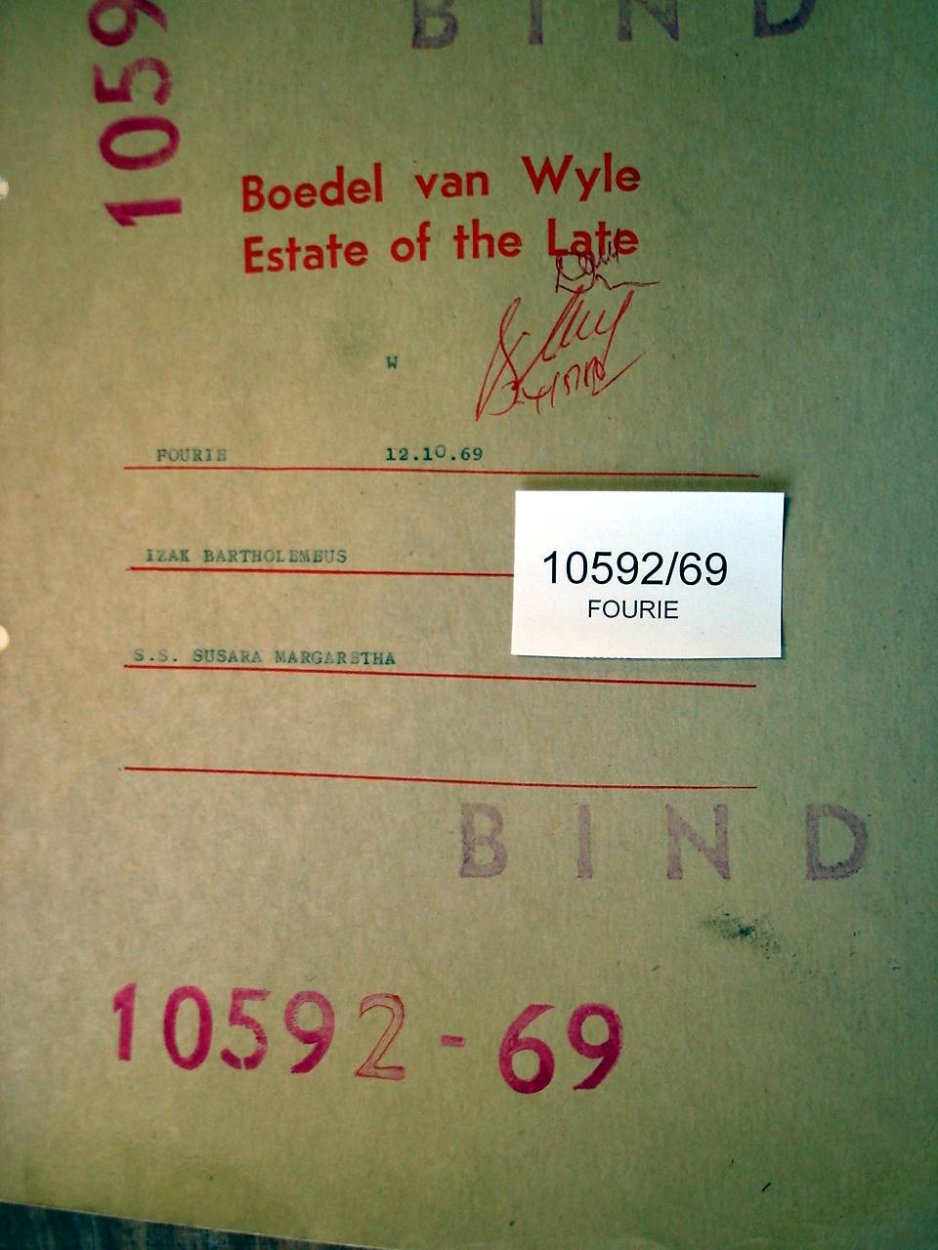 BIND
1059
Boedel van Wyle
Estate of the Late
W
FOURIE 12.10.69
IZAK BARTHOLEMEUS
10592/69
FOURIE
S.S. SUSARA MARGARETHA
BIND
10592-69